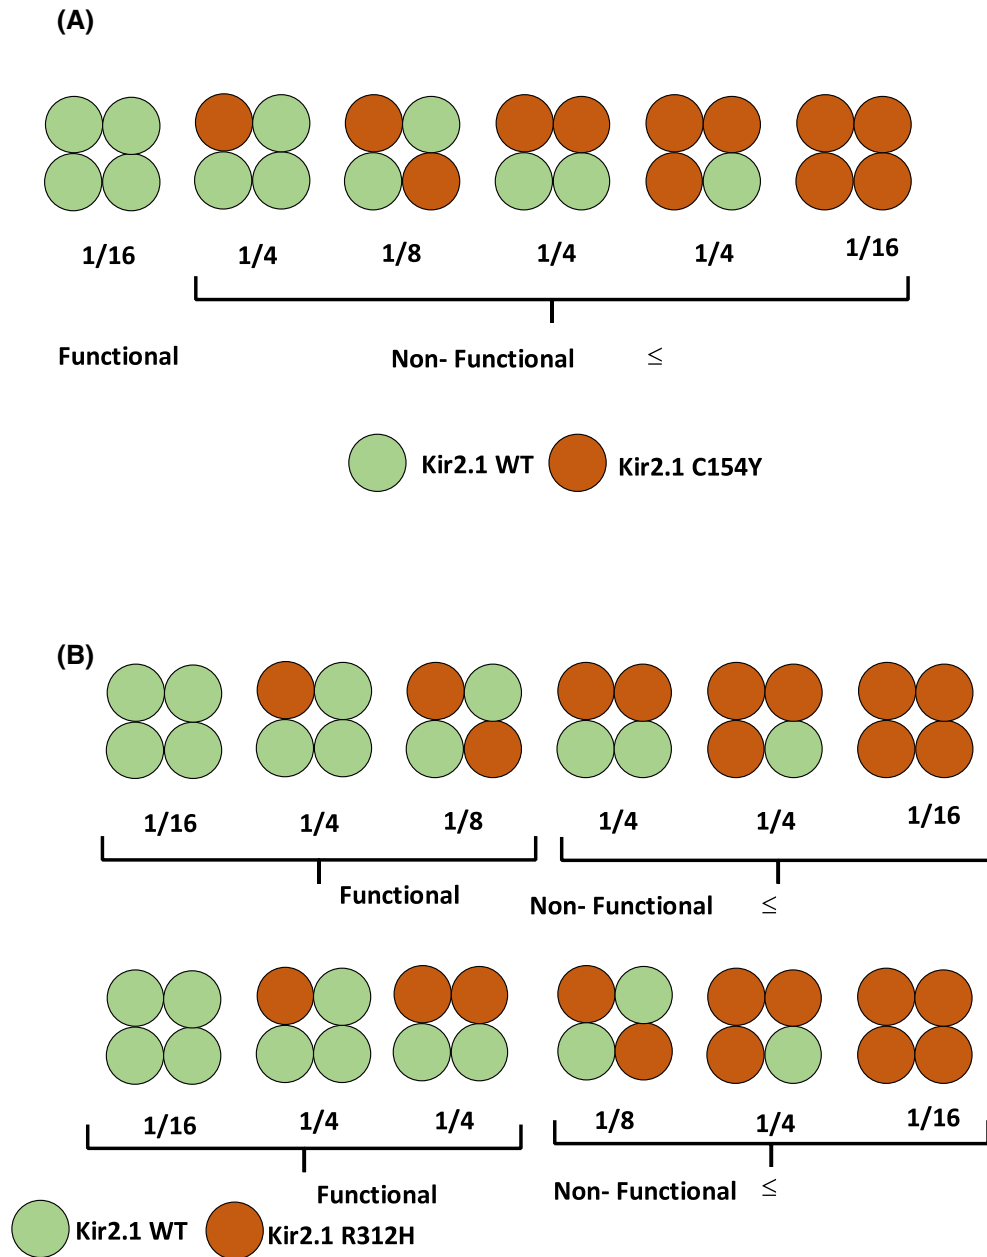 (A)
1/16 1/4 1/8 1/4 1/4 1/16
Functional Non- Functional ≤
Kir2.1 WT Kir2.1 C154Y
(B)
1/16 1/4 1/8 1/4 1/4 1/16
Functional Non- Functional ≤
1/16 1/4 1/4 1/8 1/4 1/16
Functional Non- Functional ≤
Kir2.1 WT Kir2.1 R312H